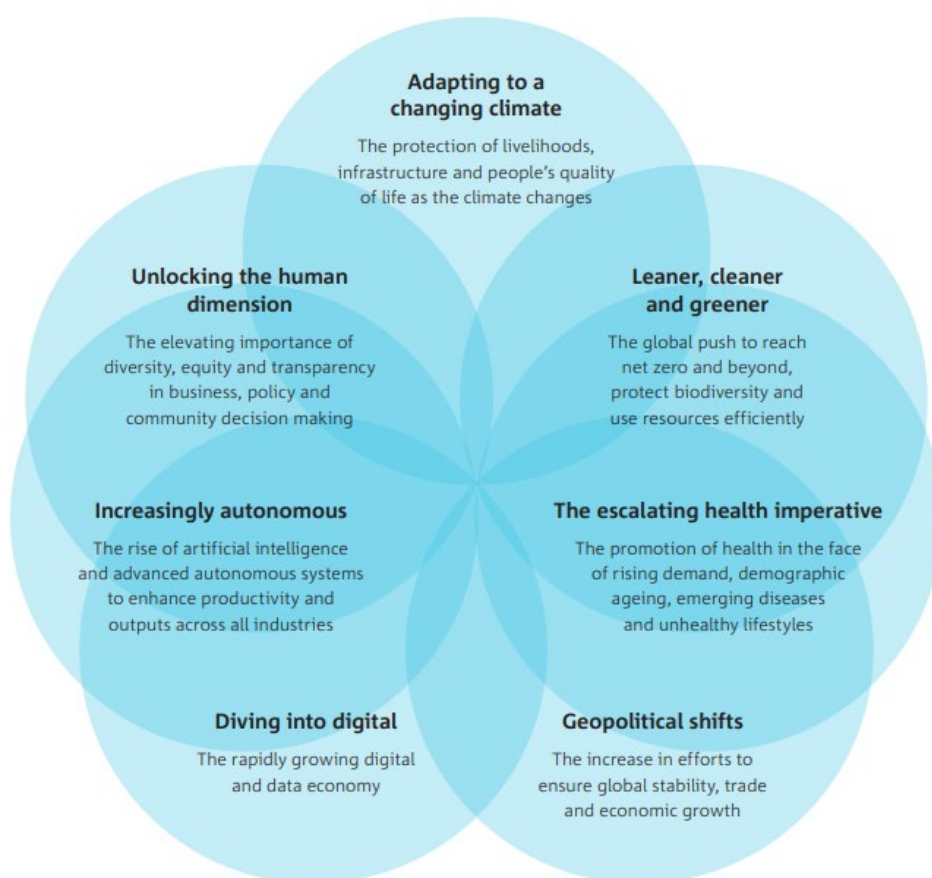 Adapting to a
changing climate
The protection of livelihoods,
infrastructure and people's quality
of life as the climate changes
Unlocking the human
dimension
The elevating importance of
diversity, equity and transparency
in business, policy and
community decision making
Leaner, cleaner
and greener
The global push to reach
net zero and beyond,
protect biodiversity and
use resources efficiently
Increasingly autonomous
The rise of artificial intelligence
and advanced autonomous systems
to enhance productivity and
outputs across all industries
The escalating health imperative
The promotion of health in the face
of rising demand, demographic
ageing, emerging diseases
and unhealthy lifestyles
Diving into digital
The rapidly growing digital
and data economy
Geopolitical shifts
The increase in efforts to
ensure global stability, trade
and economic growth